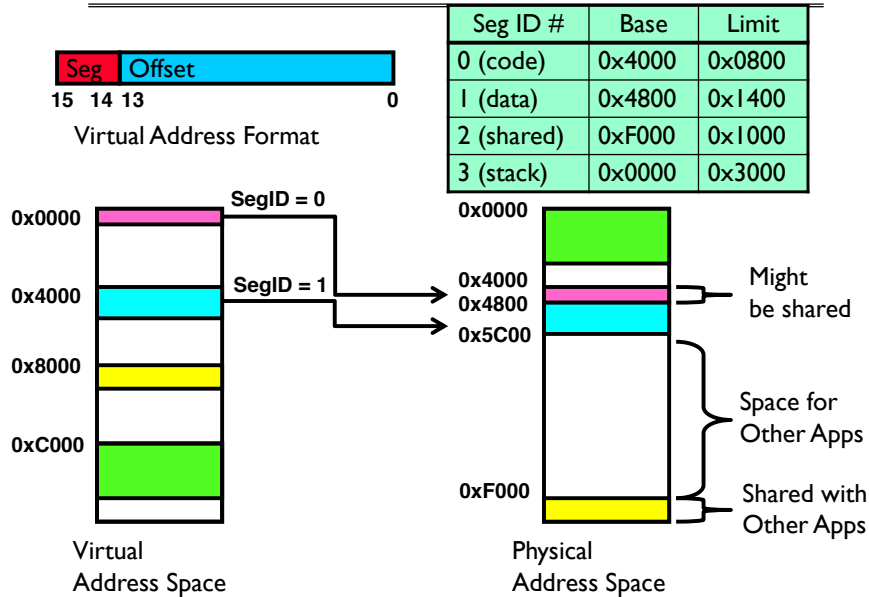 Seg ID # Base Limit
0 (code) 0x4000 0x0800
1 (data) 0x4800 0x1400
2 (shared) 0xF000 0x1000
3 (stack) 0x0000 0x3000
Seg Offset
15 14 13 0
Virtual Address Format
0x0000
0x4000
0x8000
0xC000
SegID = 0
SegID = 1
Virtual
Address Space
0x0000
0x4000
0x4800
0x5C00
0xF000
Physical
Address Space
Might
be shared
Space for
Other Apps
Shared with
Other Apps